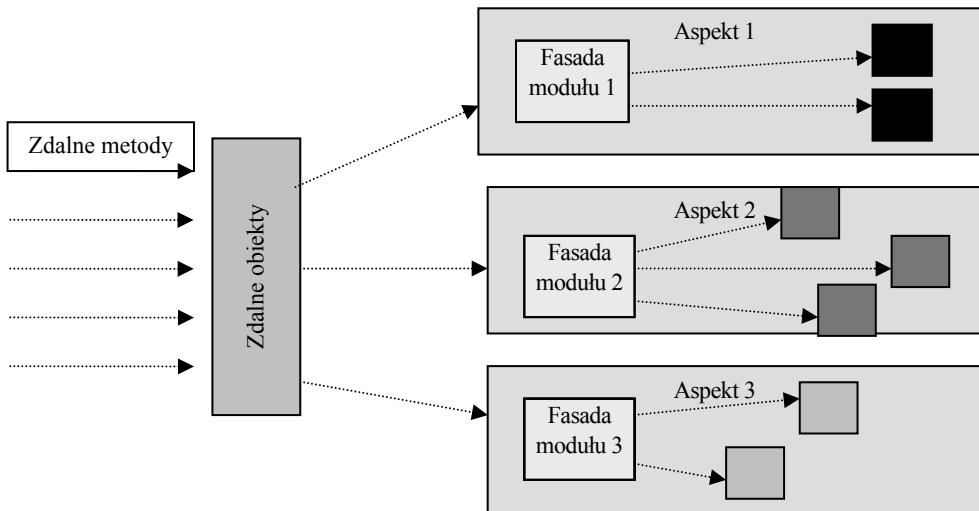 Zdalne metody
Zdalne obiekty
Aspekt 1
Fasada
modułu 1
Aspekt 2
Fasada
modułu 2
Aspekt 3
Fasada
modułu 3